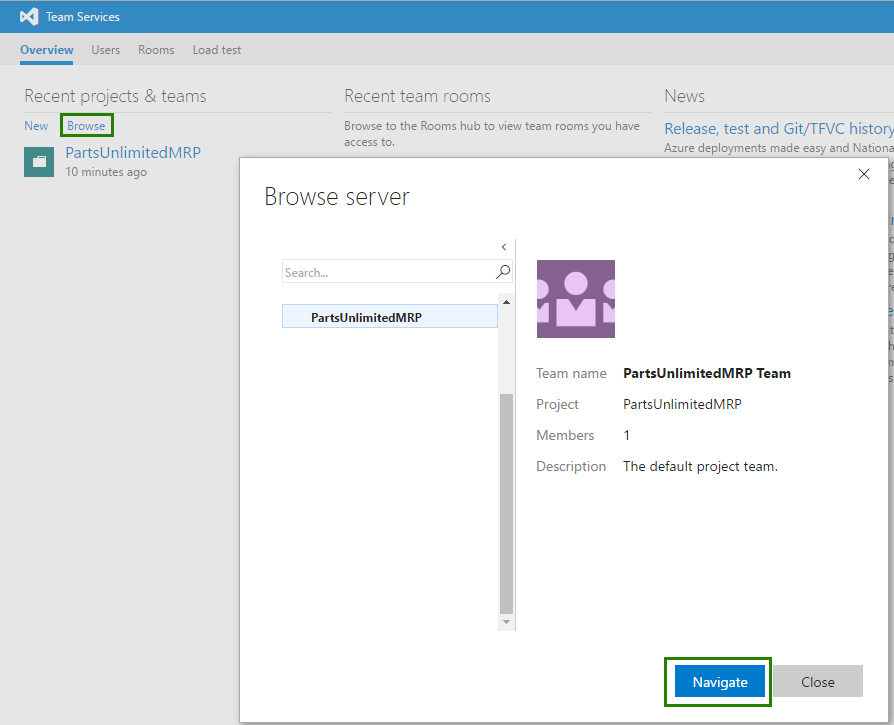 Team Services
Overview Users Rooms Load test
Recent projects & teams
New Browse
PartsUnlimitedMRP
10 minutes ago
Recent team rooms
Browse to the Rooms hub to view team rooms you have
access to.
News
Release, test and Git/TFVC history
Azure deployments made easy and
Browse server
Search...
PartsUnlimitedMRP
Team name PartsUnlimitedMRP Team
Project PartsUnlimitedMRP
Members 1
Description The default project team.
Navigate Close